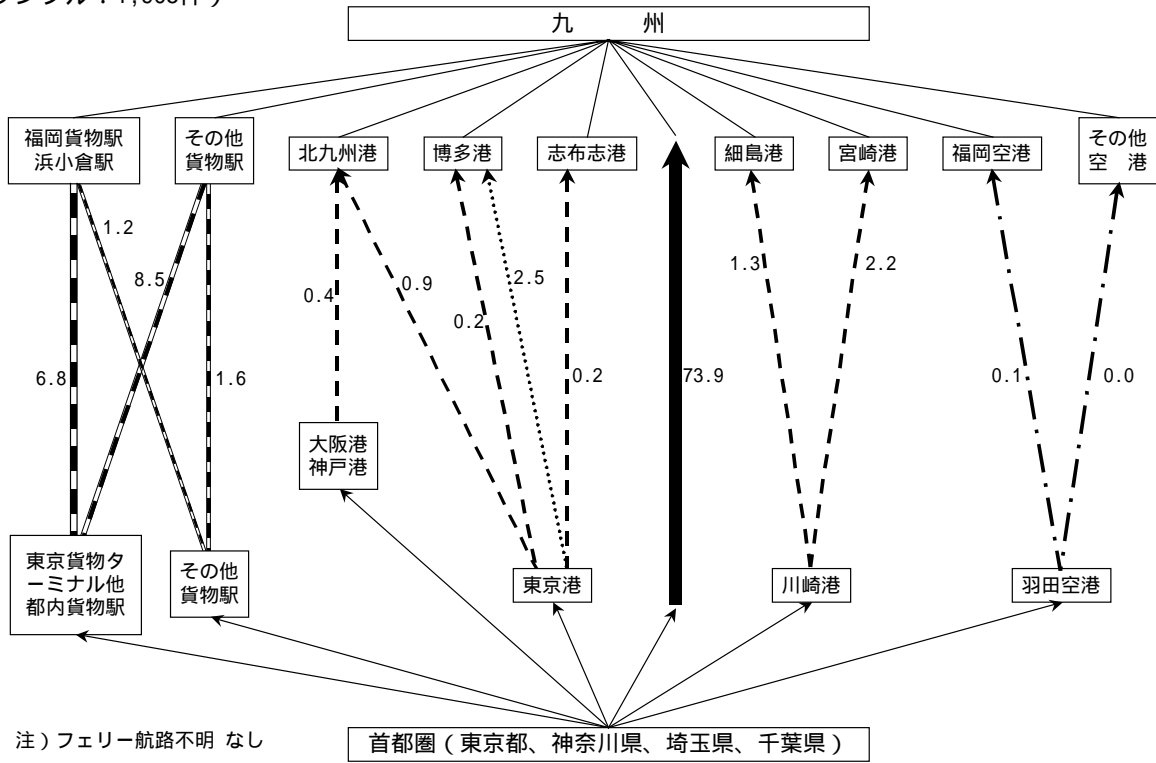 九 州
福岡貨物駅
浜小倉駅
その他
貨物駅
北九州港
博多港
志布志港
細島港
宮崎港
福岡空港
その他
空 港
1.2
8.5
0.4
0.9
0.2
2.5
1.3
2.2
6.8
1.6
0.2
73.9
0.1
0.0
大阪港
神戸港
東京貨物タ
ーミナル他
都内貨物駅
その他
貨物駅
東京港
川崎港
羽田空港
注）フェリー航路不明 なし
首都圏（東京都、神奈川県、埼玉県、千葉県）